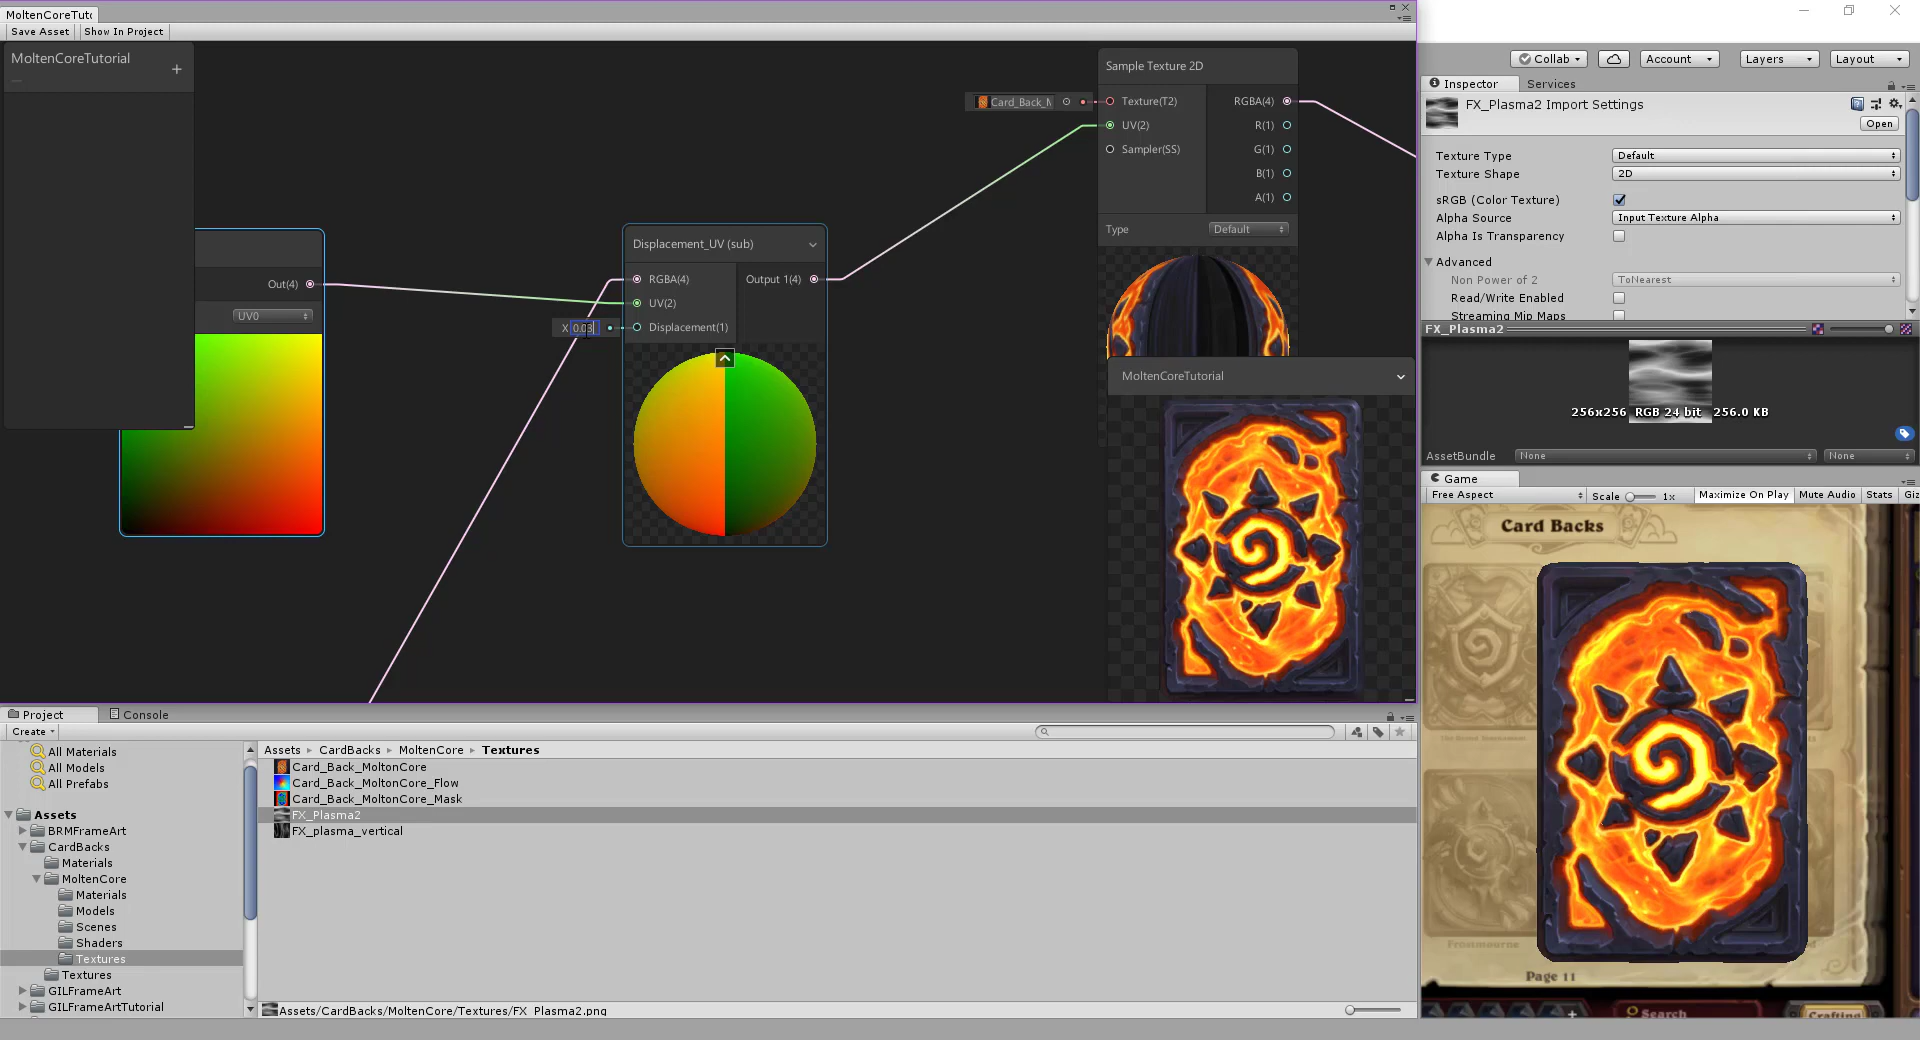 MoltenCoreTuto
Save Asset
Show In Project
MoltenCoreTutorial
Out(4)
UV0
Displacement_UV (sub)
RGBA(4)
Output 1(4)
UV(2)
X 0.03
Displacement(1)
Sample Texture 2D
Card_Back_M
Texture(T2)
RGBA(4)
UV(2)
R(1)
Sampler(SS)
G(1)
B(1)
A(1)
Type
Default
MoltenCoreTutorial
Collab
Account
Layers
Layout
Inspector
Services
FX_Plasma2 Import Settings
Open
Texture Type
Default
Texture Shape
2D
sRGB (Color Texture)
Alpha Source
Input Texture Alpha
Alpha Is Transparency
Advanced
Non Power of 2
ToNearest
Read/Write Enabled
Streaming Mip Maps
FX_Plasma2
256x256 RGB 24 bit 256.0 KB
AssetBundle
None
None
Game
Free Aspect
Scale
1x
Maximize On Play
Mute Audio
Stats
Giz
Card Backs
Frostmourne
Page 11
Search
Crafting
Project
Console
Create
All Materials
All Models
All Prefabs
Assets
BRMFrameArt
CardBacks
Materials
MoltenCore
Materials
Models
Scenes
Shaders
Textures
Textures
GILFrameArt
GILFrameArtTutorial
Assets
CardBacks
MoltenCore
Textures
Card_Back_MoltonCore
Card_Back_MoltonCore_Flow
Card_Back_MoltonCore_Mask
FX_Plasma2
FX_plasma_vertical
Assets/CardBacks/MoltenCore/Textures/FX_Plasma2.png